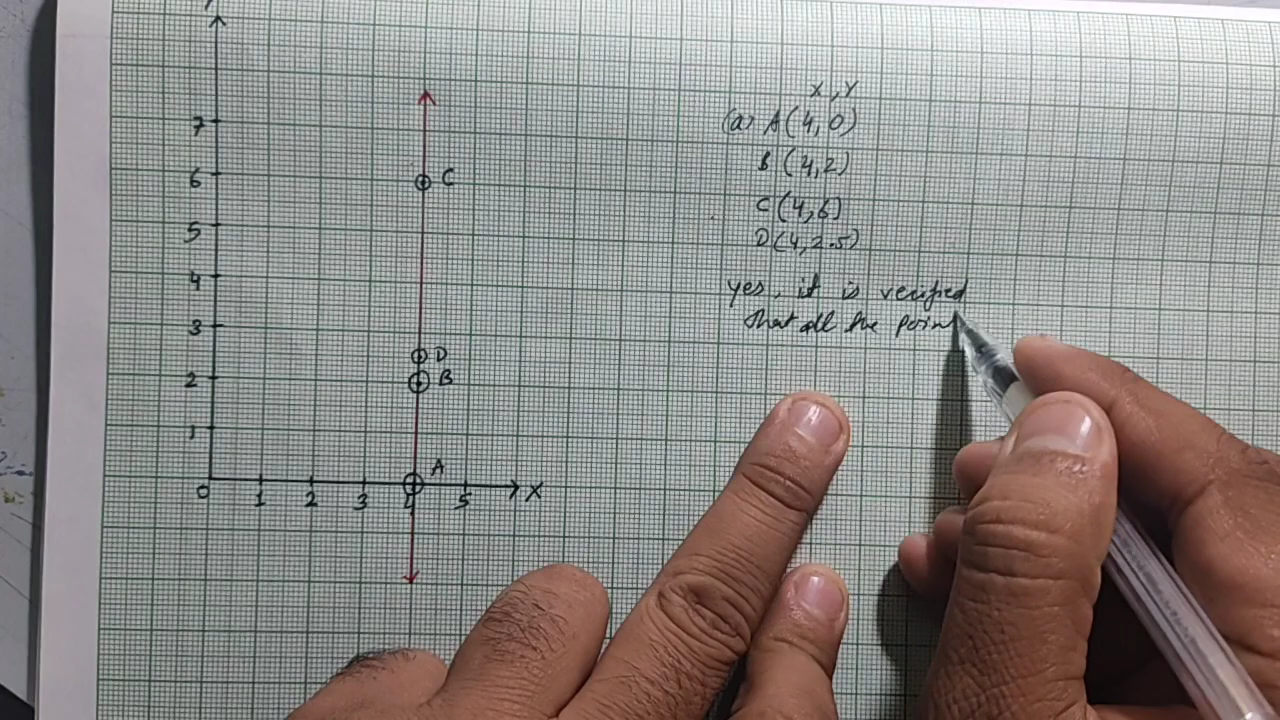 7
6
5
4
3
2
1
0 1 2 3 4 5 X
C
D
B
A
X, Y
(a) A(4,0)
B(4,2)
C(4,6)
D(4,2.5)
yes, it is verified
that all the point